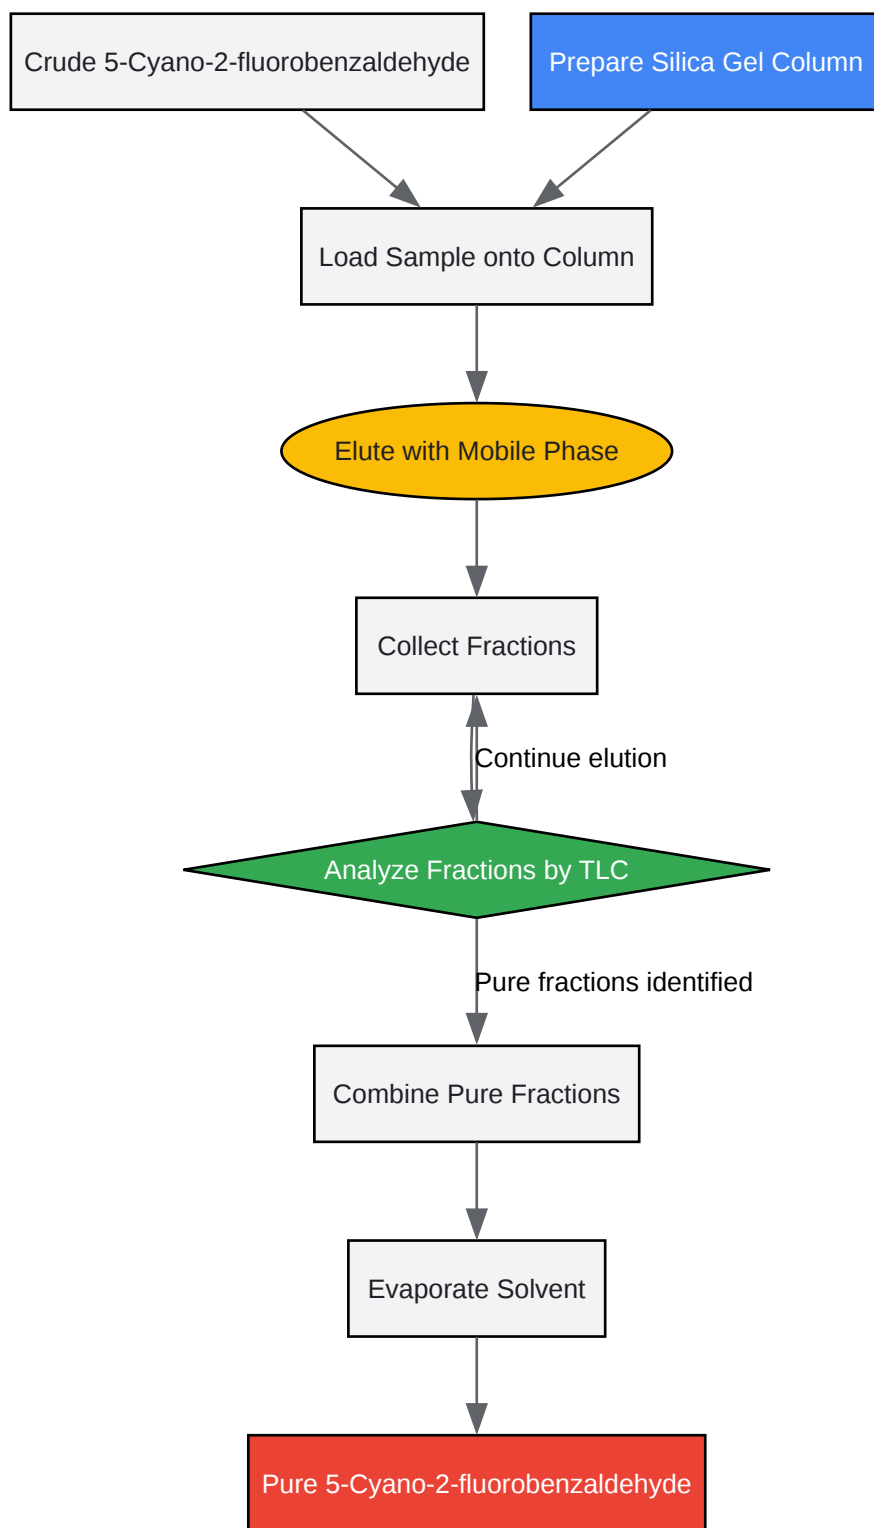 Crude 5-Cyano-2-fluorobenzaldehyde
Prepare Silica Gel Column
Load Sample onto Column
Elute with Mobile Phase
Collect Fractions
Continue elution
Analyze Fractions by TLC
Pure fractions identified
Combine Pure Fractions
Evaporate Solvent
Pure 5-Cyano-2-fluorobenzaldehyde